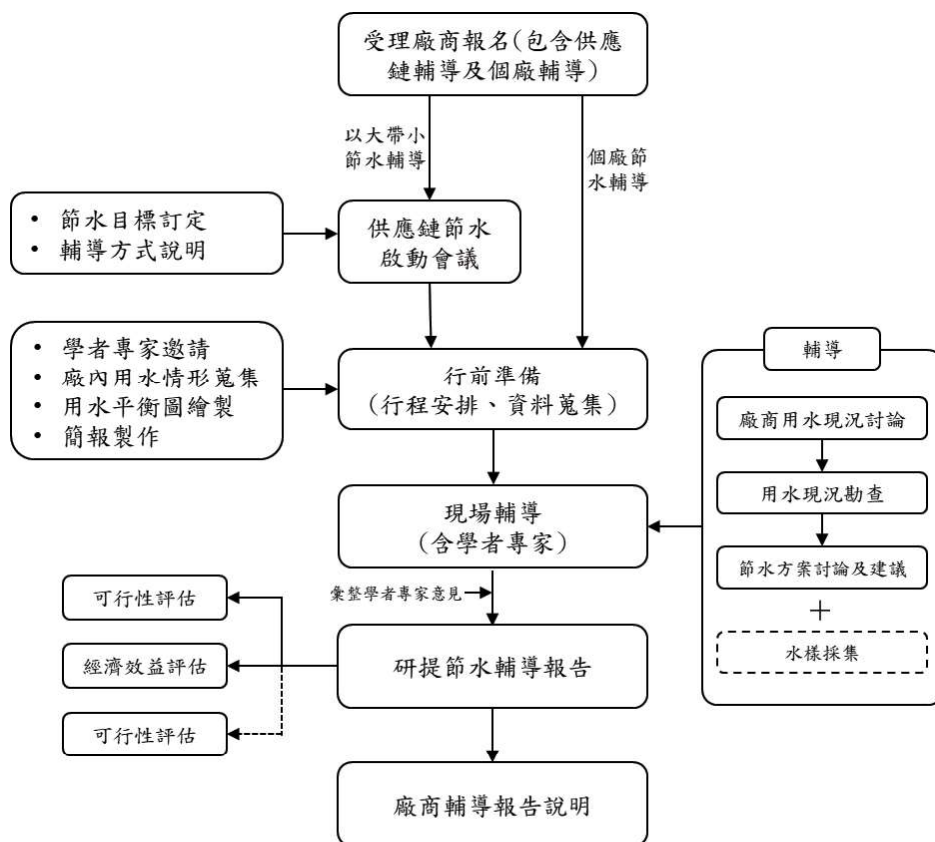 受理廠商報名(包含供應
鏈輔導及個廠輔導)
以大帶小
節水輔導
個廠節
水輔導
• 節水目標訂定
• 輔導方式說明
供應鏈節水
啟動會議
• 學者專家邀請
• 廠內用水情形蒐集
• 用水平衡圖繪製
• 簡報製作
行前準備
(行程安排、資料蒐集)
輔導
廠商用水現況討論
用水現況勘查
節水方案討論及建議
+
水樣採集
現場輔導
(含學者專家)
彙整學者專家意見
可行性評估
經濟效益評估
可行性評估
研提節水輔導報告
廠商輔導報告說明